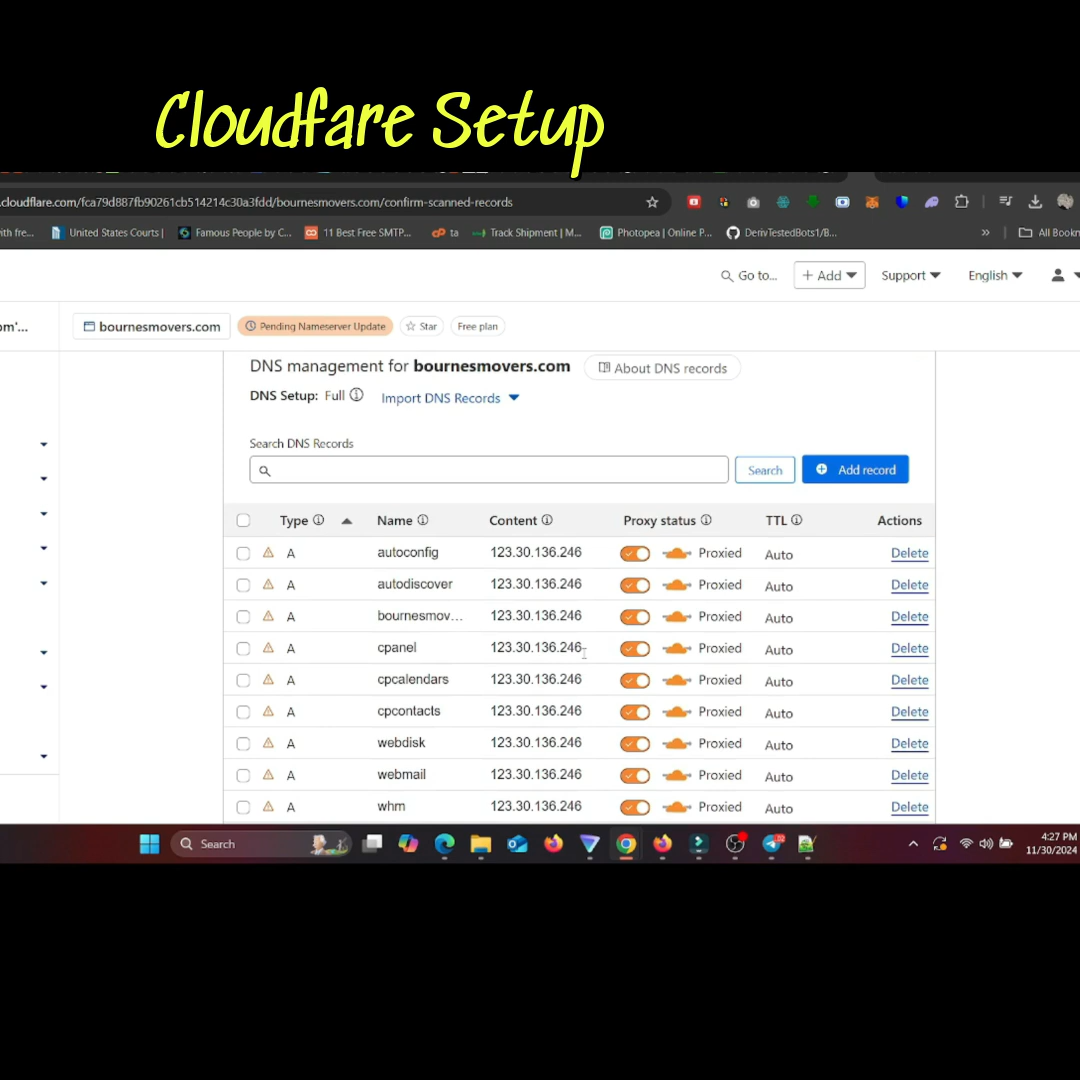 Cloudfare Setup
.cloudflare.com/fca79d887fb90261cb514214c30a3fdd/bournesmovers.com/confirm-scanned-records
ith fre... United States Courts | Famous People by C... 11 Best Free SMTP... ta Track Shipment | M... Photopea | Online P... DerivTestedBots1/B... » All Bookn
Go to... + Add Support English
om'... bournesmovers.com Pending Nameserver Update Star Free plan
DNS management for bournesmovers.com About DNS records
DNS Setup: Full Import DNS Records
Search DNS Records
Search Add record
Type Name Content Proxy status TTL Actions
A autoconfig 123.30.136.246 Proxied Auto Delete
A autodiscover 123.30.136.246 Proxied Auto Delete
A bournesmov... 123.30.136.246 Proxied Auto Delete
A cpanel 123.30.136.246 Proxied Auto Delete
A cpcalendars 123.30.136.246 Proxied Auto Delete
A cpcontacts 123.30.136.246 Proxied Auto Delete
A webdisk 123.30.136.246 Proxied Auto Delete
A webmail 123.30.136.246 Proxied Auto Delete
A whm 123.30.136.246 Proxied Auto Delete
Search 4:27 PM
11/30/2024